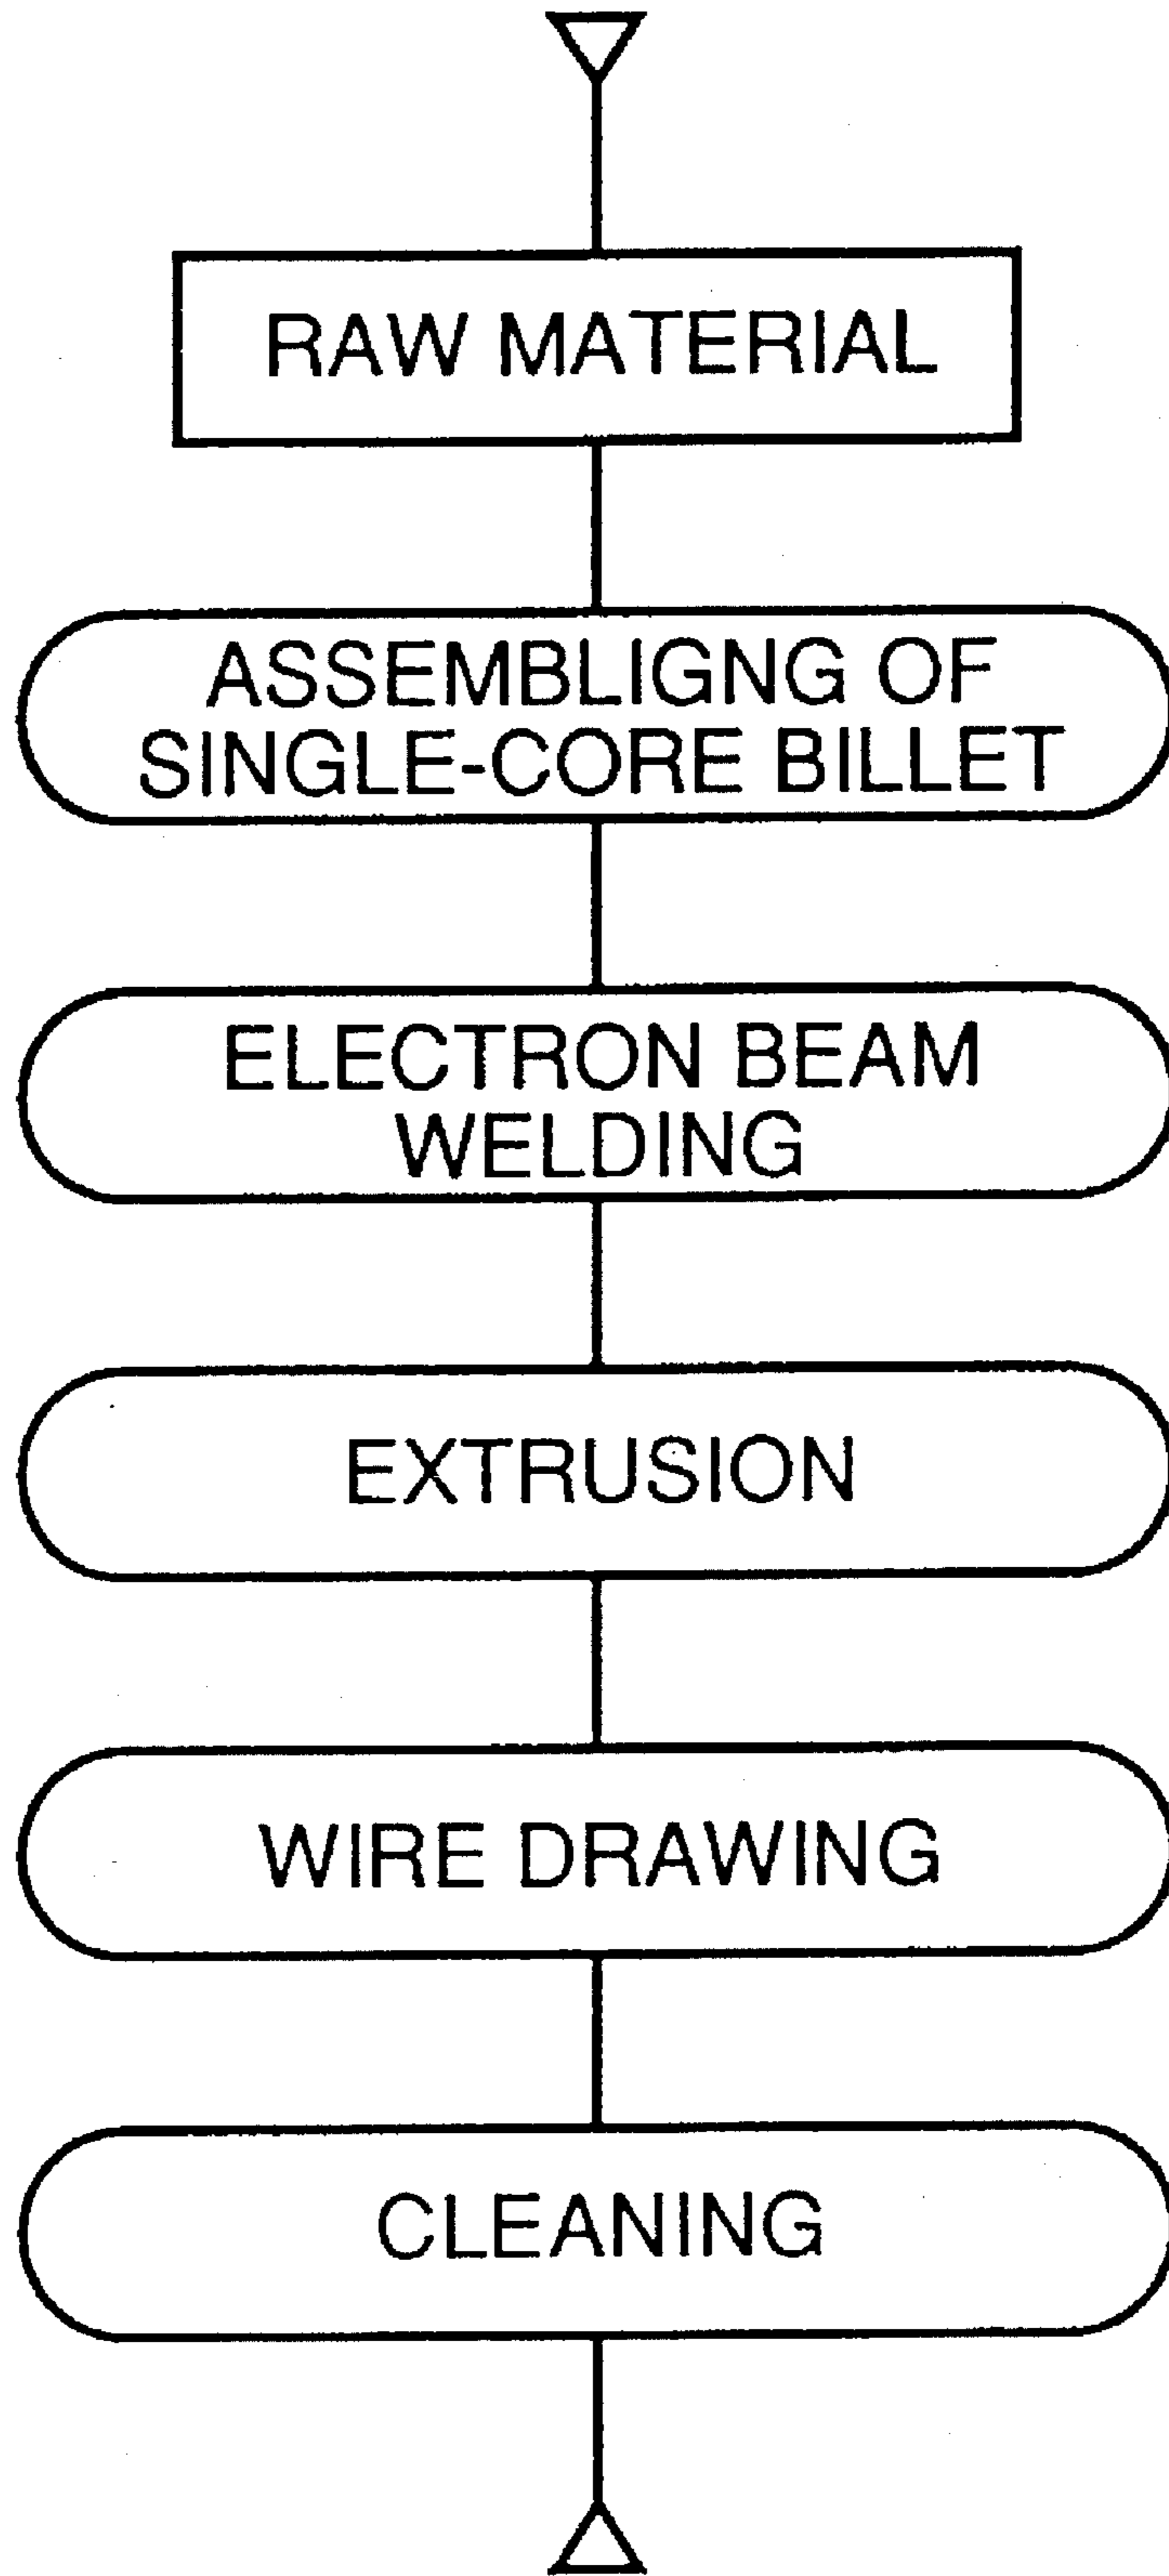 RAW MATERIAL
ASSEMBLIGNG OF
SINGLE-CORE BILLET
ELECTRON BEAM
WELDING
EXTRUSION
WIRE DRAWING
CLEANING